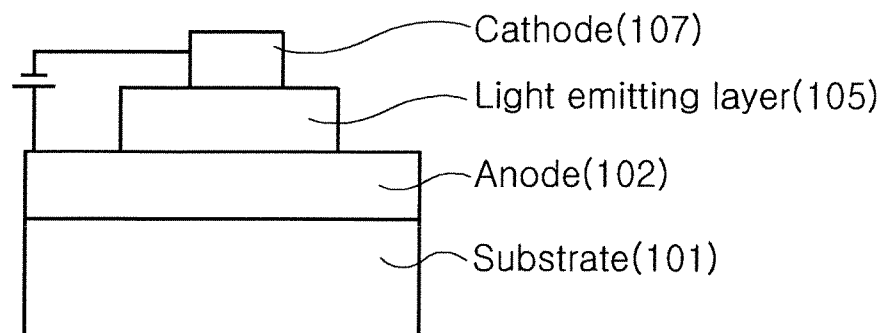 Cathode(107)
Light emitting layer(105)
Anode(102)
Substrate(101)